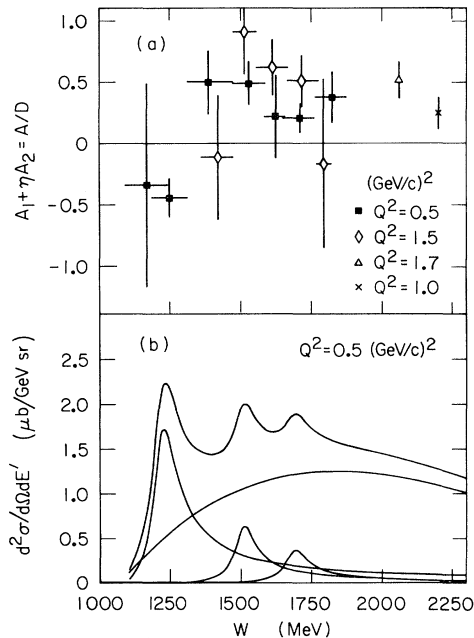 (a)
1.0
0.5
0
-0.5
-1.0
A₁+ηA₂=A/D
(GeV/c)²
■ Q²=0.5
◇ Q²=1.5
△ Q²=1.7
× Q²=1.0
(b)
Q²=0.5 (GeV/c)²
2.5
2.0
1.5
1.0
0.5
0
d²σ/dΩdE′ (μb/GeV sr)
1000 1250 1500 1750 2000 2250
W (MeV)